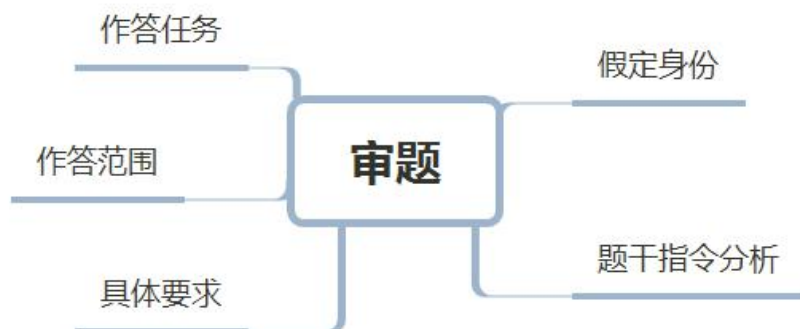 作答任务
假定身份
审题
作答范围
题干指令分析
具体要求